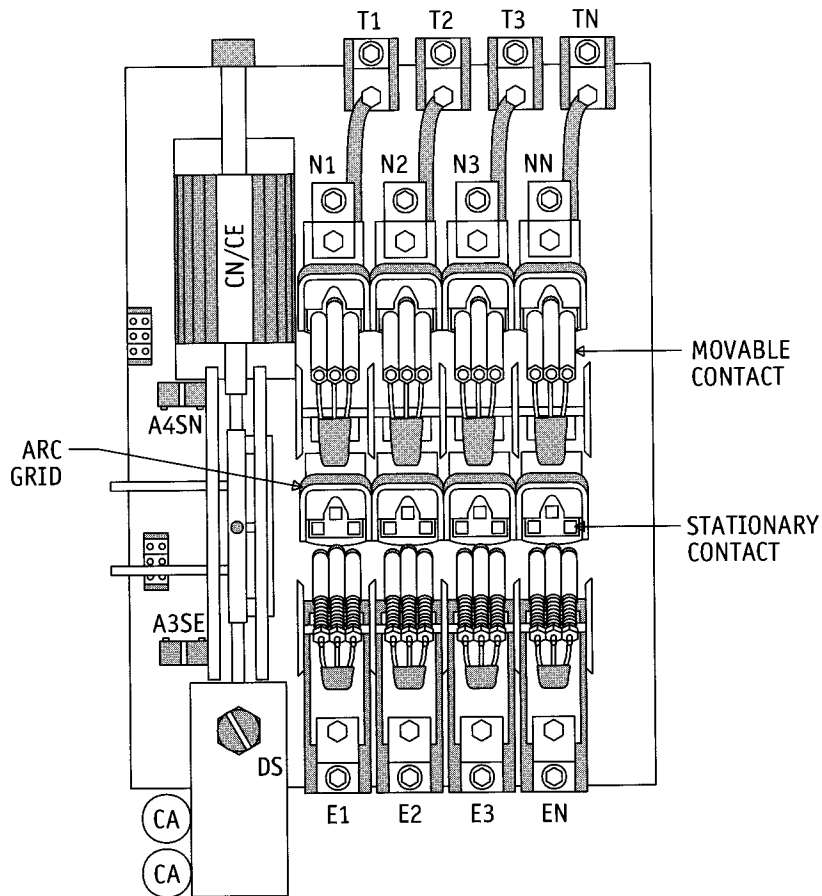 T1
T2
T3
TN
N1
N2
N3
NN
CN/CE
MOVABLE
CONTACT
A4SN
ARC
GRID
STATIONARY
CONTACT
A3SE
DS
E1
E2
E3
EN
CA
CA